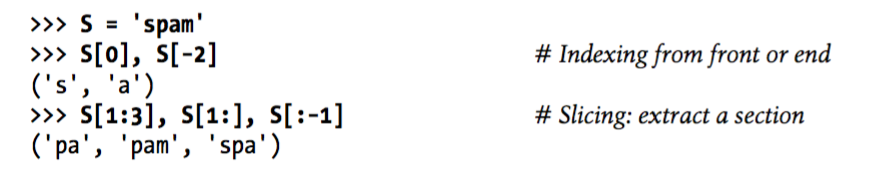 >>> S = 'spam'
>>> S[0], S[-2] # Indexing from front or end
('s', 'a')
>>> S[1:3], S[1:], S[:-1] # Slicing: extract a section
('pa', 'pam', 'spa')